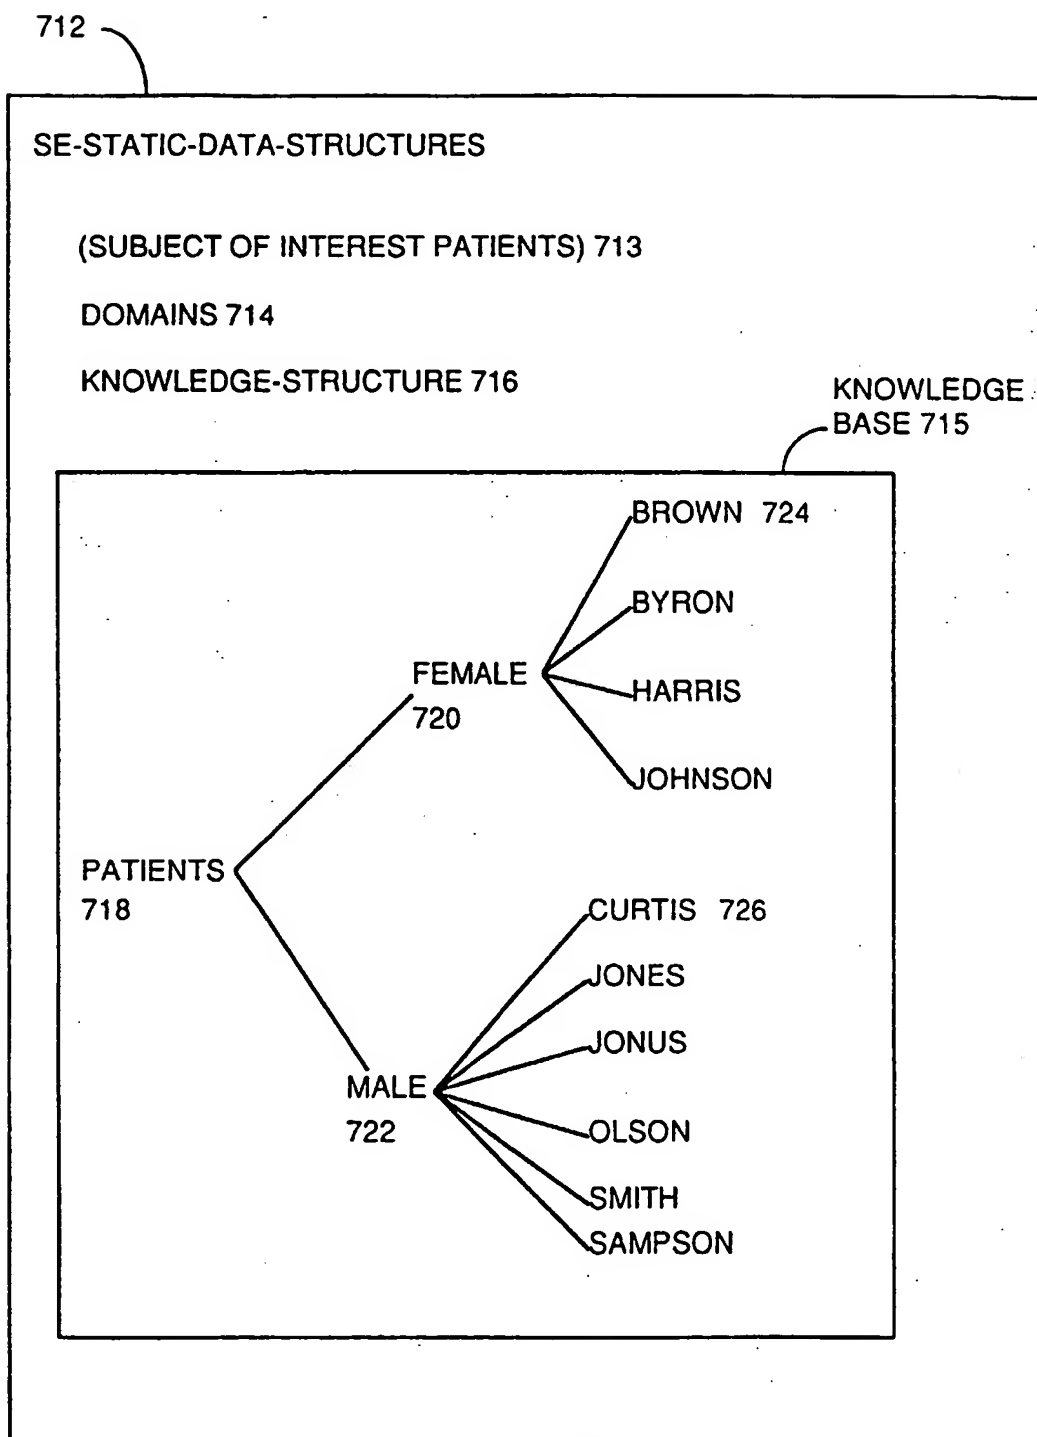 712
SE-STATIC-DATA-STRUCTURES
(SUBJECT OF INTEREST PATIENTS) 713
DOMAINS 714
KNOWLEDGE-STRUCTURE 716
KNOWLEDGE
BASE 715
BROWN 724
BYRON
FEMALE
720
HARRIS
JOHNSON
PATIENTS
718
CURTIS 726
JONES
JONUS
MALE
722
OLSON
SMITH
SAMPSON